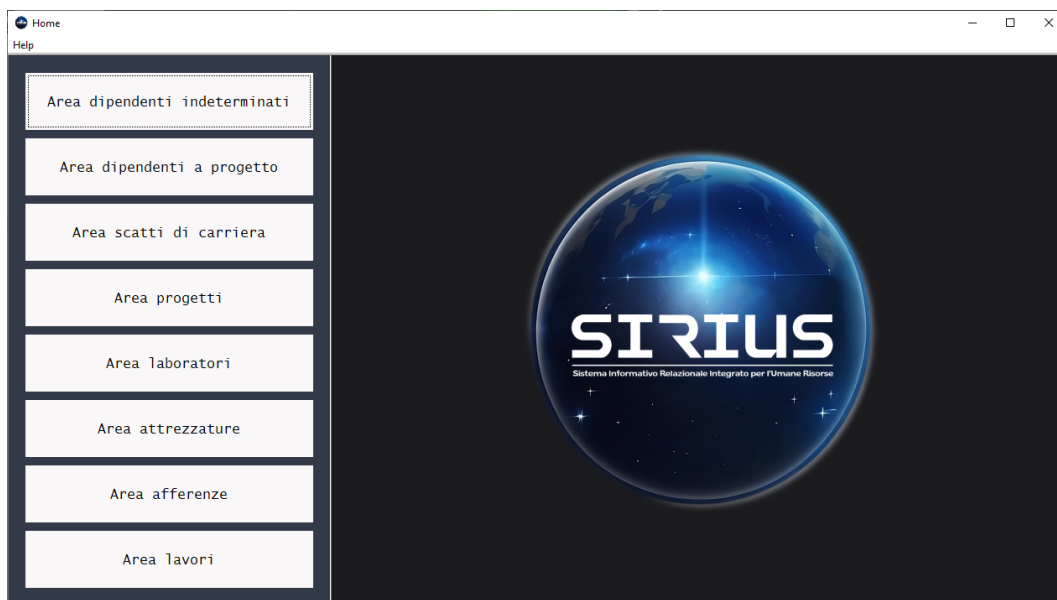 Home
Help
Area dipendenti indeterminati
Area dipendenti a progetto
Area scatti di carriera
Area progetti
Area laboratori
Area attrezzature
Area afferenze
Area lavori
SIRIUS
Sistema Informativo Relazionale Integrato per l'Umane Risorse